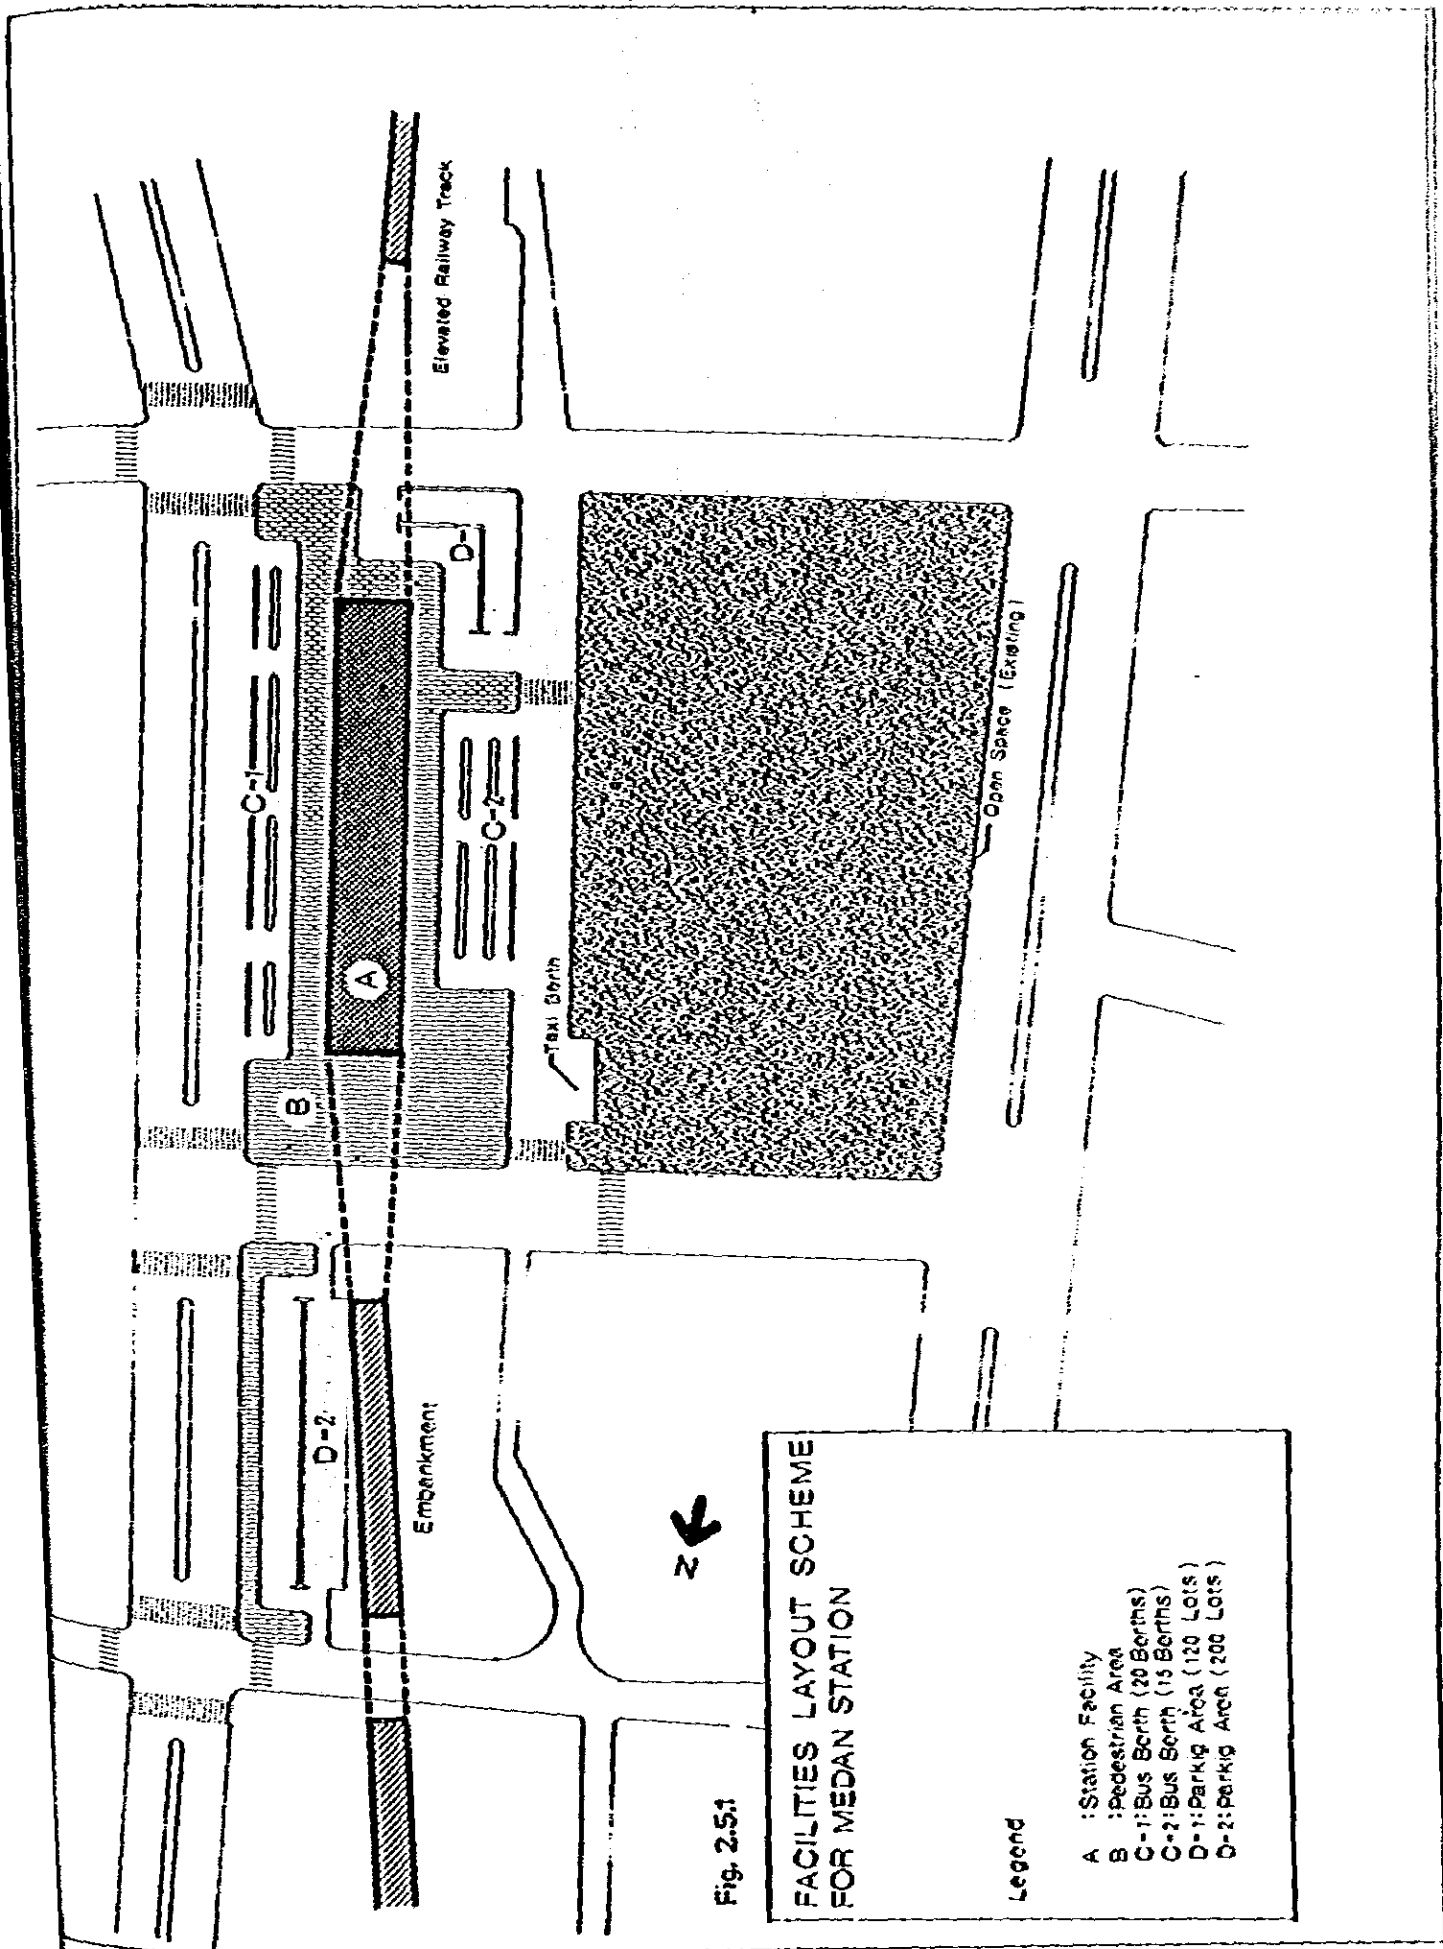 Elevated Railway Track
C-1
D-
C-2
A
B
Taxi Berth
Open Space (Existing)
D-2
Embankment
N
Fig. 2.5.1
FACILITIES LAYOUT SCHEME
FOR MEDAN STATION
Legend
A :Station Facility
B :Pedestrian Area
C-1:Bus Berth (20 Berths)
C-2:Bus Berth (15 Berths)
D-1:Parkig Area (120 Lots)
D-2:Parkig Area (200 Lots)